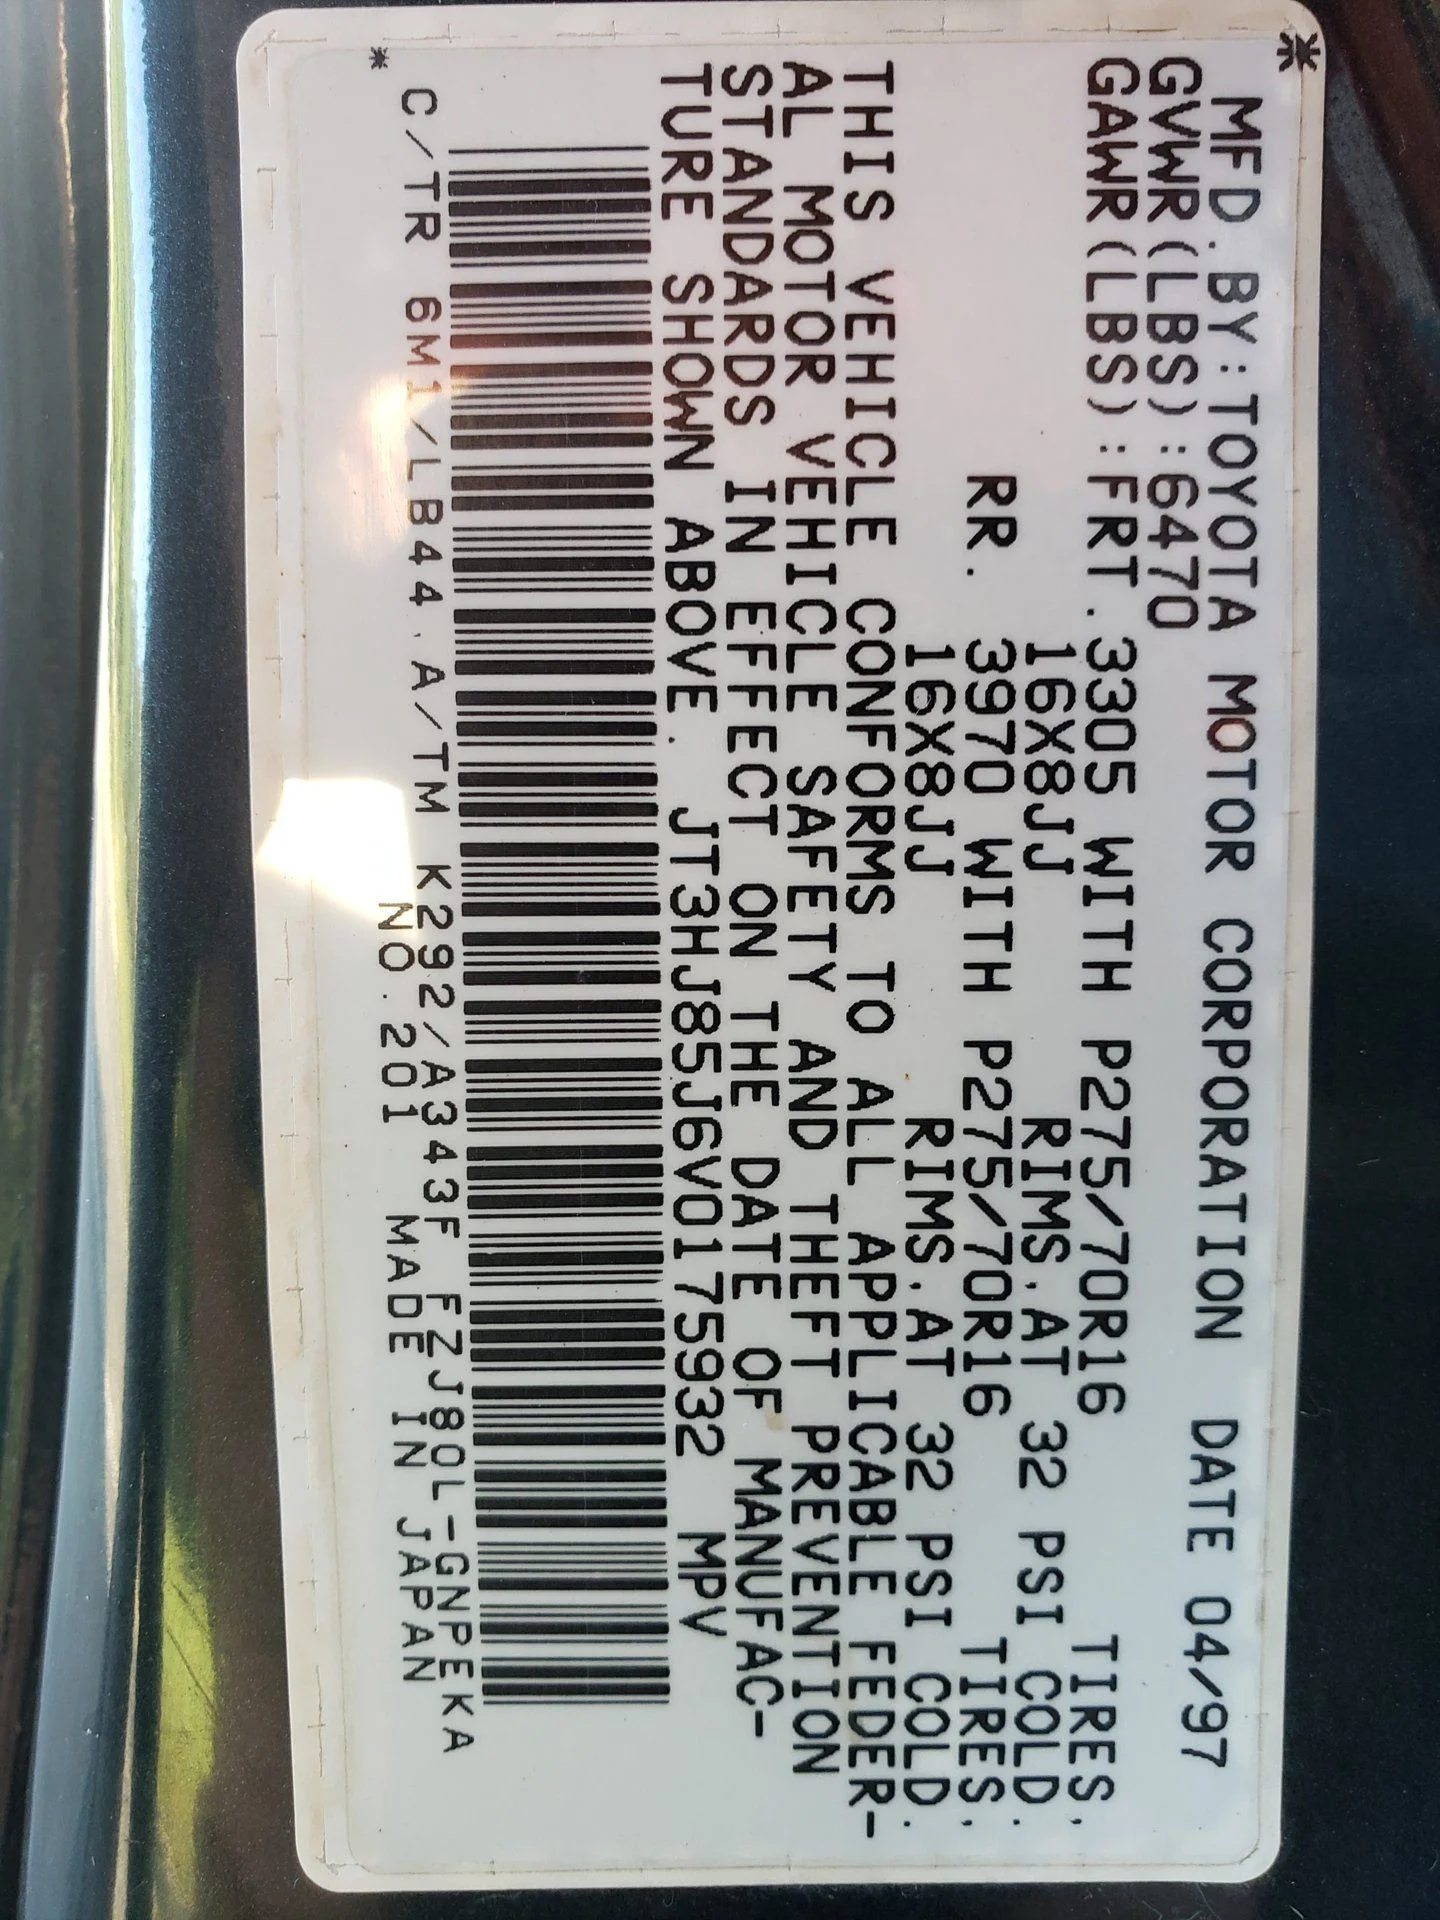 MFD.BY:TOYOTA MOTOR CORPORATION DATE 04/97
GVWR(LBS):6470
GAWR(LBS):FRT.3305 WITH P275/70R16 TIRES,
16X8JJ RIMS.AT 32 PSI COLD.
RR. 3970 WITH P275/70R16 TIRES,
16X8JJ RIMS.AT 32 PSI COLD.
THIS VEHICLE CONFORMS TO ALL APPLICABLE FEDER-
AL MOTOR VEHICLE SAFETY AND THEFT PREVENTION
STANDARDS IN EFFECT ON THE DATE OF MANUFAC-
TURE SHOWN ABOVE. JT3HJ85J6V0175932 MPV
* C/TR 6M1/LB44. A/TM K292/A343F FZJ80L-GNPEKA
NO.201 MADE IN JAPAN